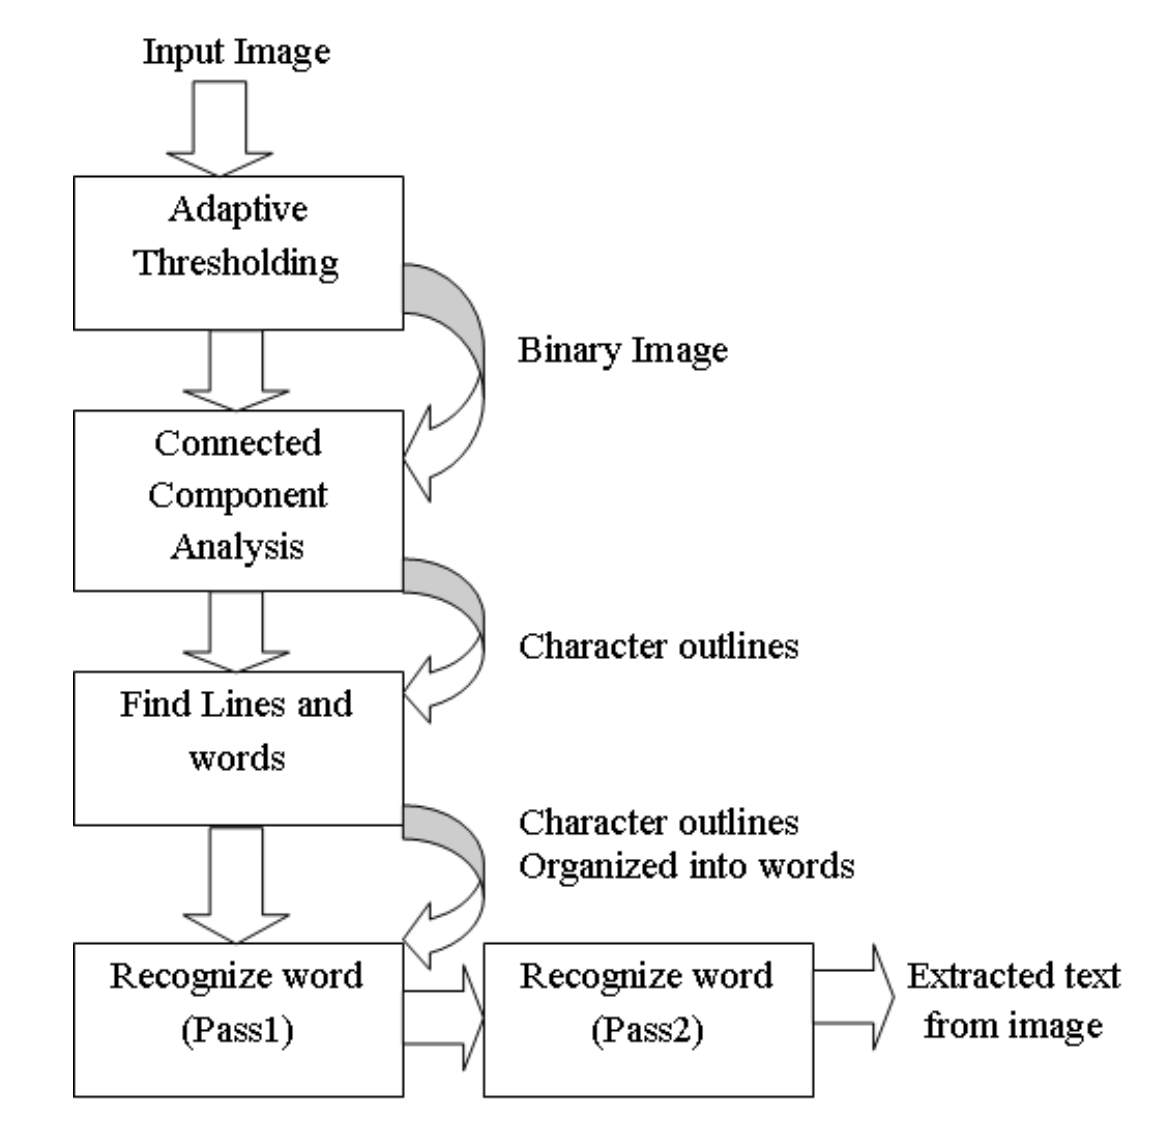 Input Image
Adaptive
Thresholding
Binary Image
Connected
Component
Analysis
Character outlines
Find Lines and
words
Character outlines
Organized into words
Recognize word
(Pass1)
Recognize word
(Pass2)
Extracted text
from image